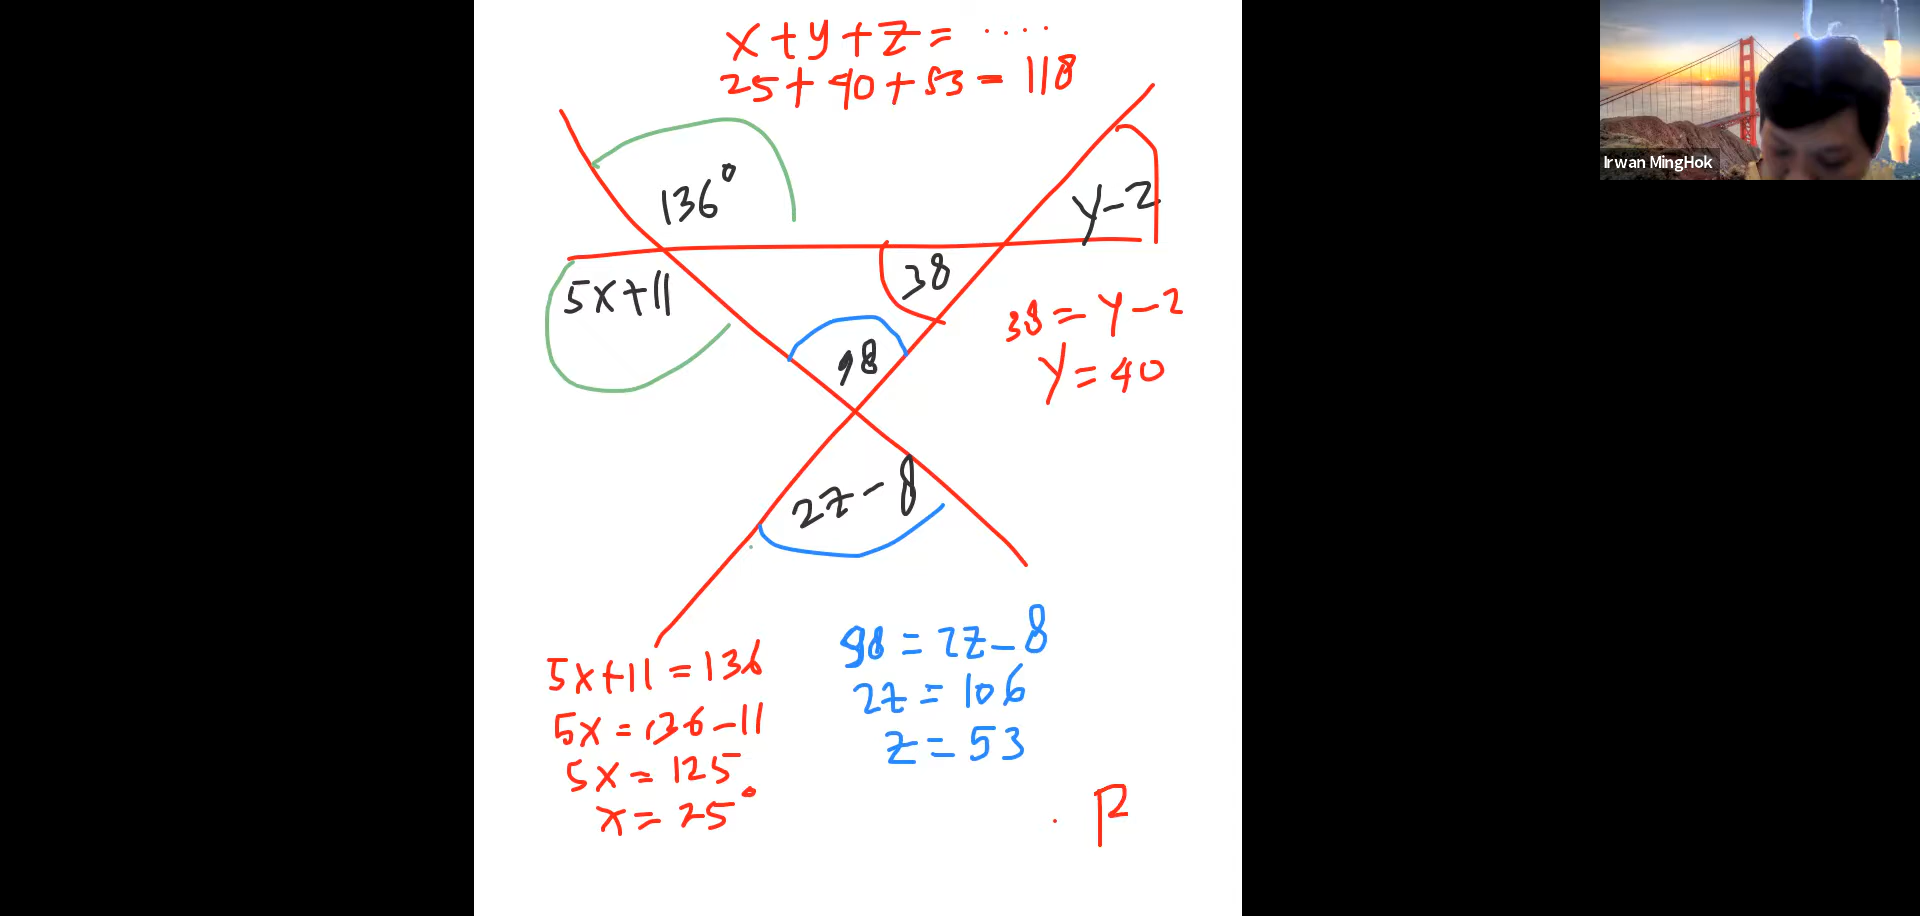 x+y+z= .....
25+40+53=118
136°
y-2
5x+11
38
38=y-2
98
y=40
2z-8
5x+11=136
5x=136-11
5x=125
x=25°
98=2z-8
2z=106
z=53
Irwan MingHok